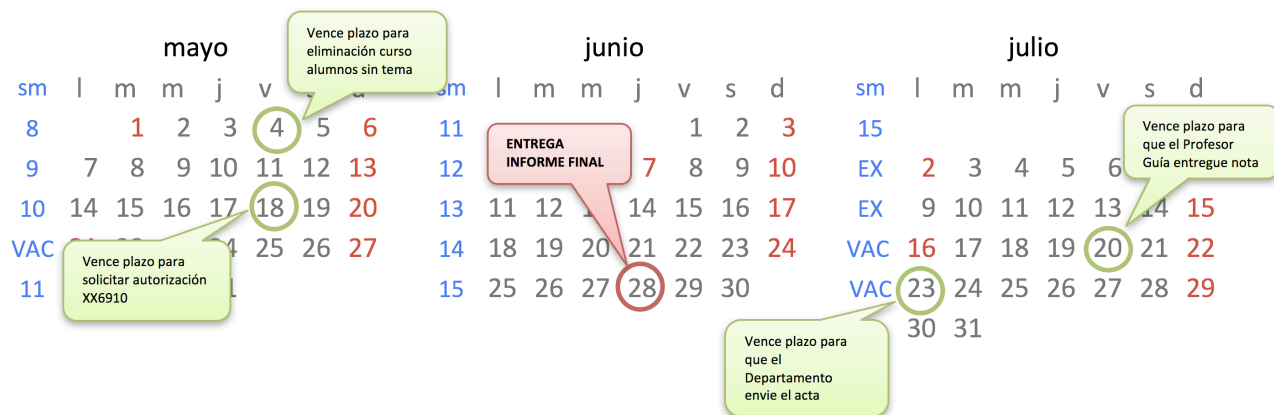 mayo
sm l m m j v s d
8 1 2 3 4 5 6
9 7 8 9 10 11 12 13
10 14 15 16 17 18 19 20
VAC 25 26 27
11
Vence plazo para
eliminación curso
alumnos sin tema
Vence plazo para
solicitar autorización
XX6910
junio
sm l m m j v s d
11 1 2 3
12 7 8 9 10
13 11 12 14 15 16 17
14 18 19 20 21 22 23 24
15 25 26 27 28 29 30
ENTREGA
INFORME FINAL
julio
sm l m m j v s d
15
EX 2 3 4 5 6
EX 9 10 11 12 13 14 15
VAC 16 17 18 19 20 21 22
VAC 23 24 25 26 27 28 29
30 31
Vence plazo para
que el Profesor
Guía entregue nota
Vence plazo para
que el
Departamento
envie el acta